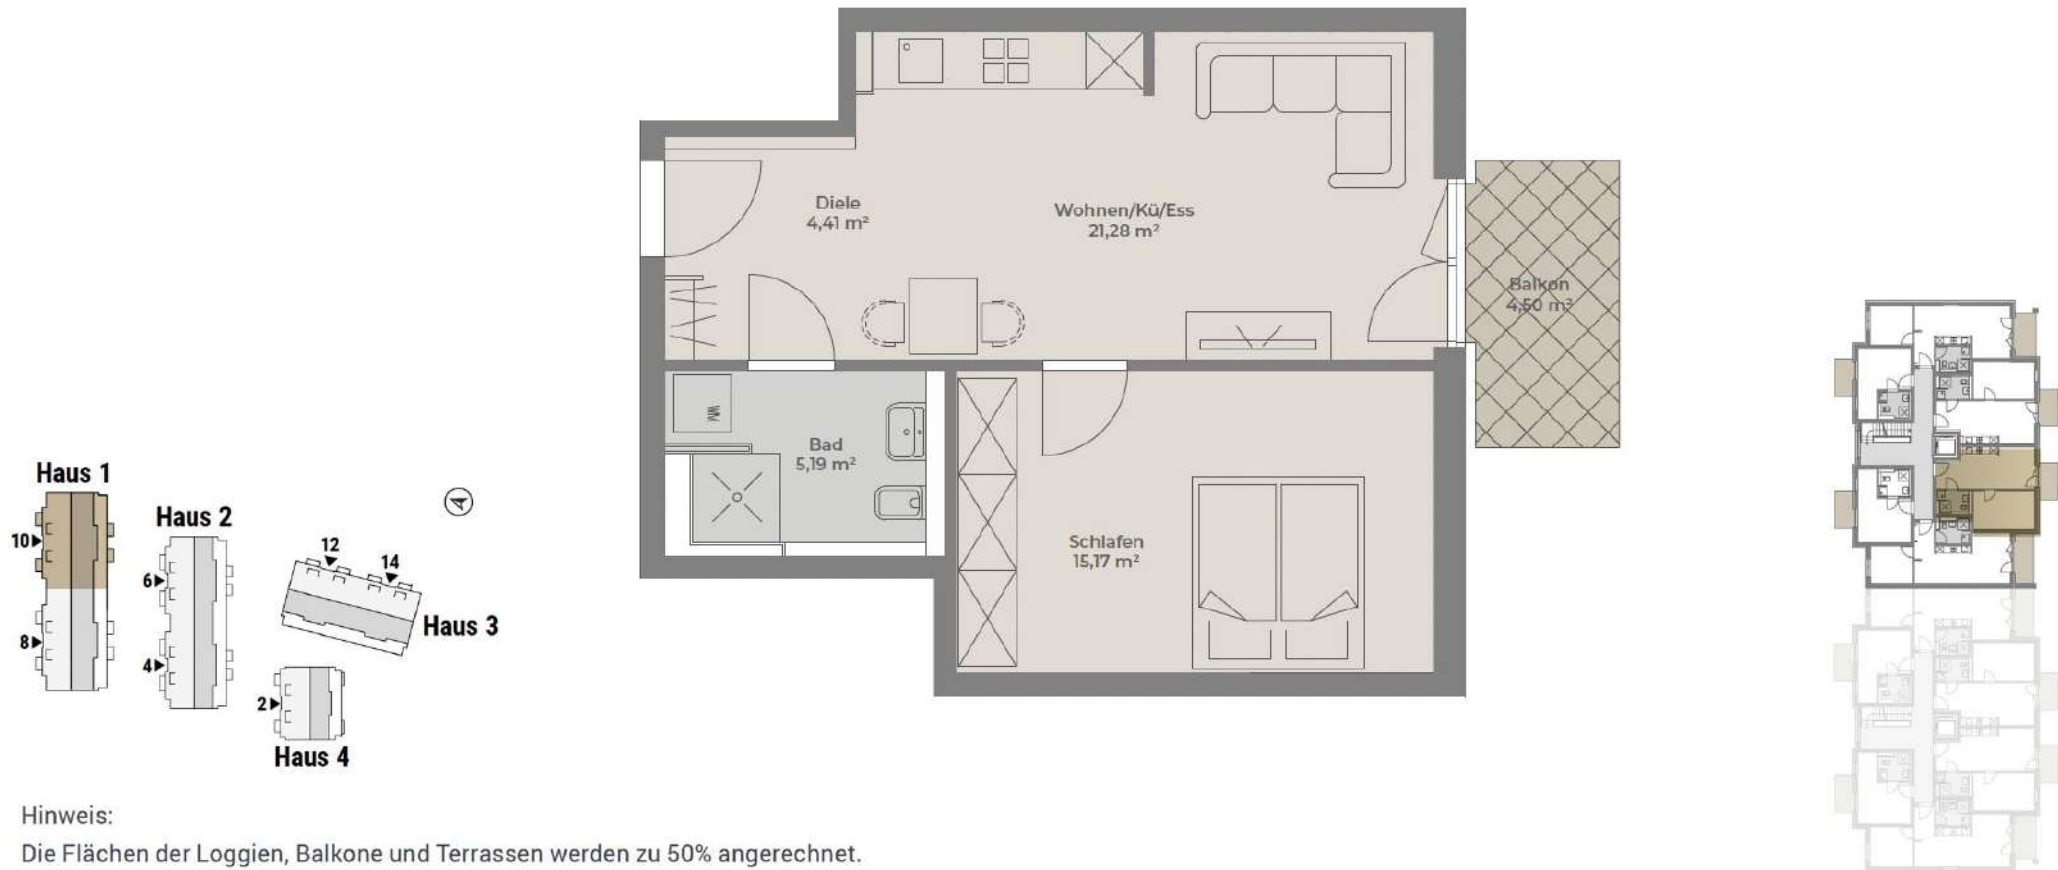 Diele
4,41 m²
Wohnen/Kü/Ess
21,28 m²
Balkon
4,50 m²
WM
Bad
5,19 m²
Schlafen
15,17 m²
Haus 1
10
8
Haus 2
6
4
12
14
Haus 3
2
Haus 4
Hinweis:
Die Flächen der Loggien, Balkone und Terrassen werden zu 50% angerechnet.